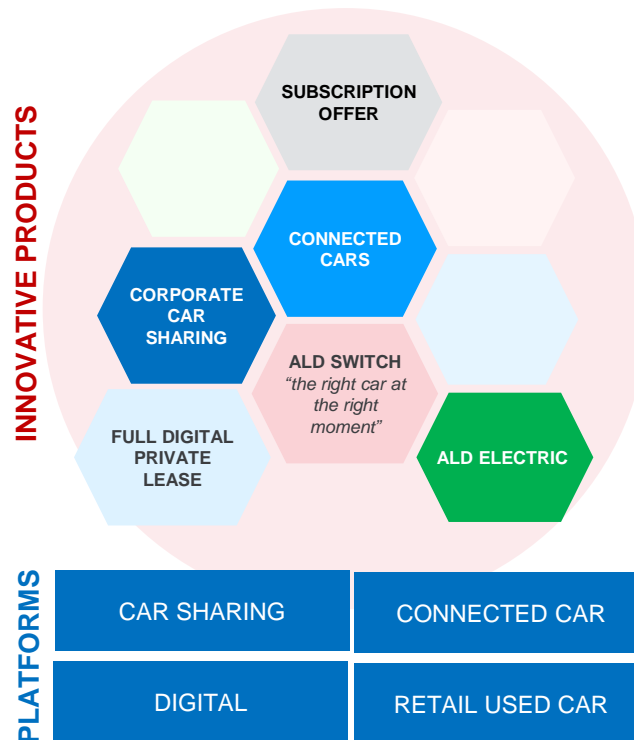 INNOVATIVE PRODUCTS
SUBSCRIPTION
OFFER
CONNECTED
CARS
CORPORATE
CAR
SHARING
ALD SWITCH
“the right car at
the right
moment”
FULL DIGITAL
PRIVATE
LEASE
ALD ELECTRIC
PLATFORMS
CAR SHARING
CONNECTED CAR
DIGITAL
RETAIL USED CAR